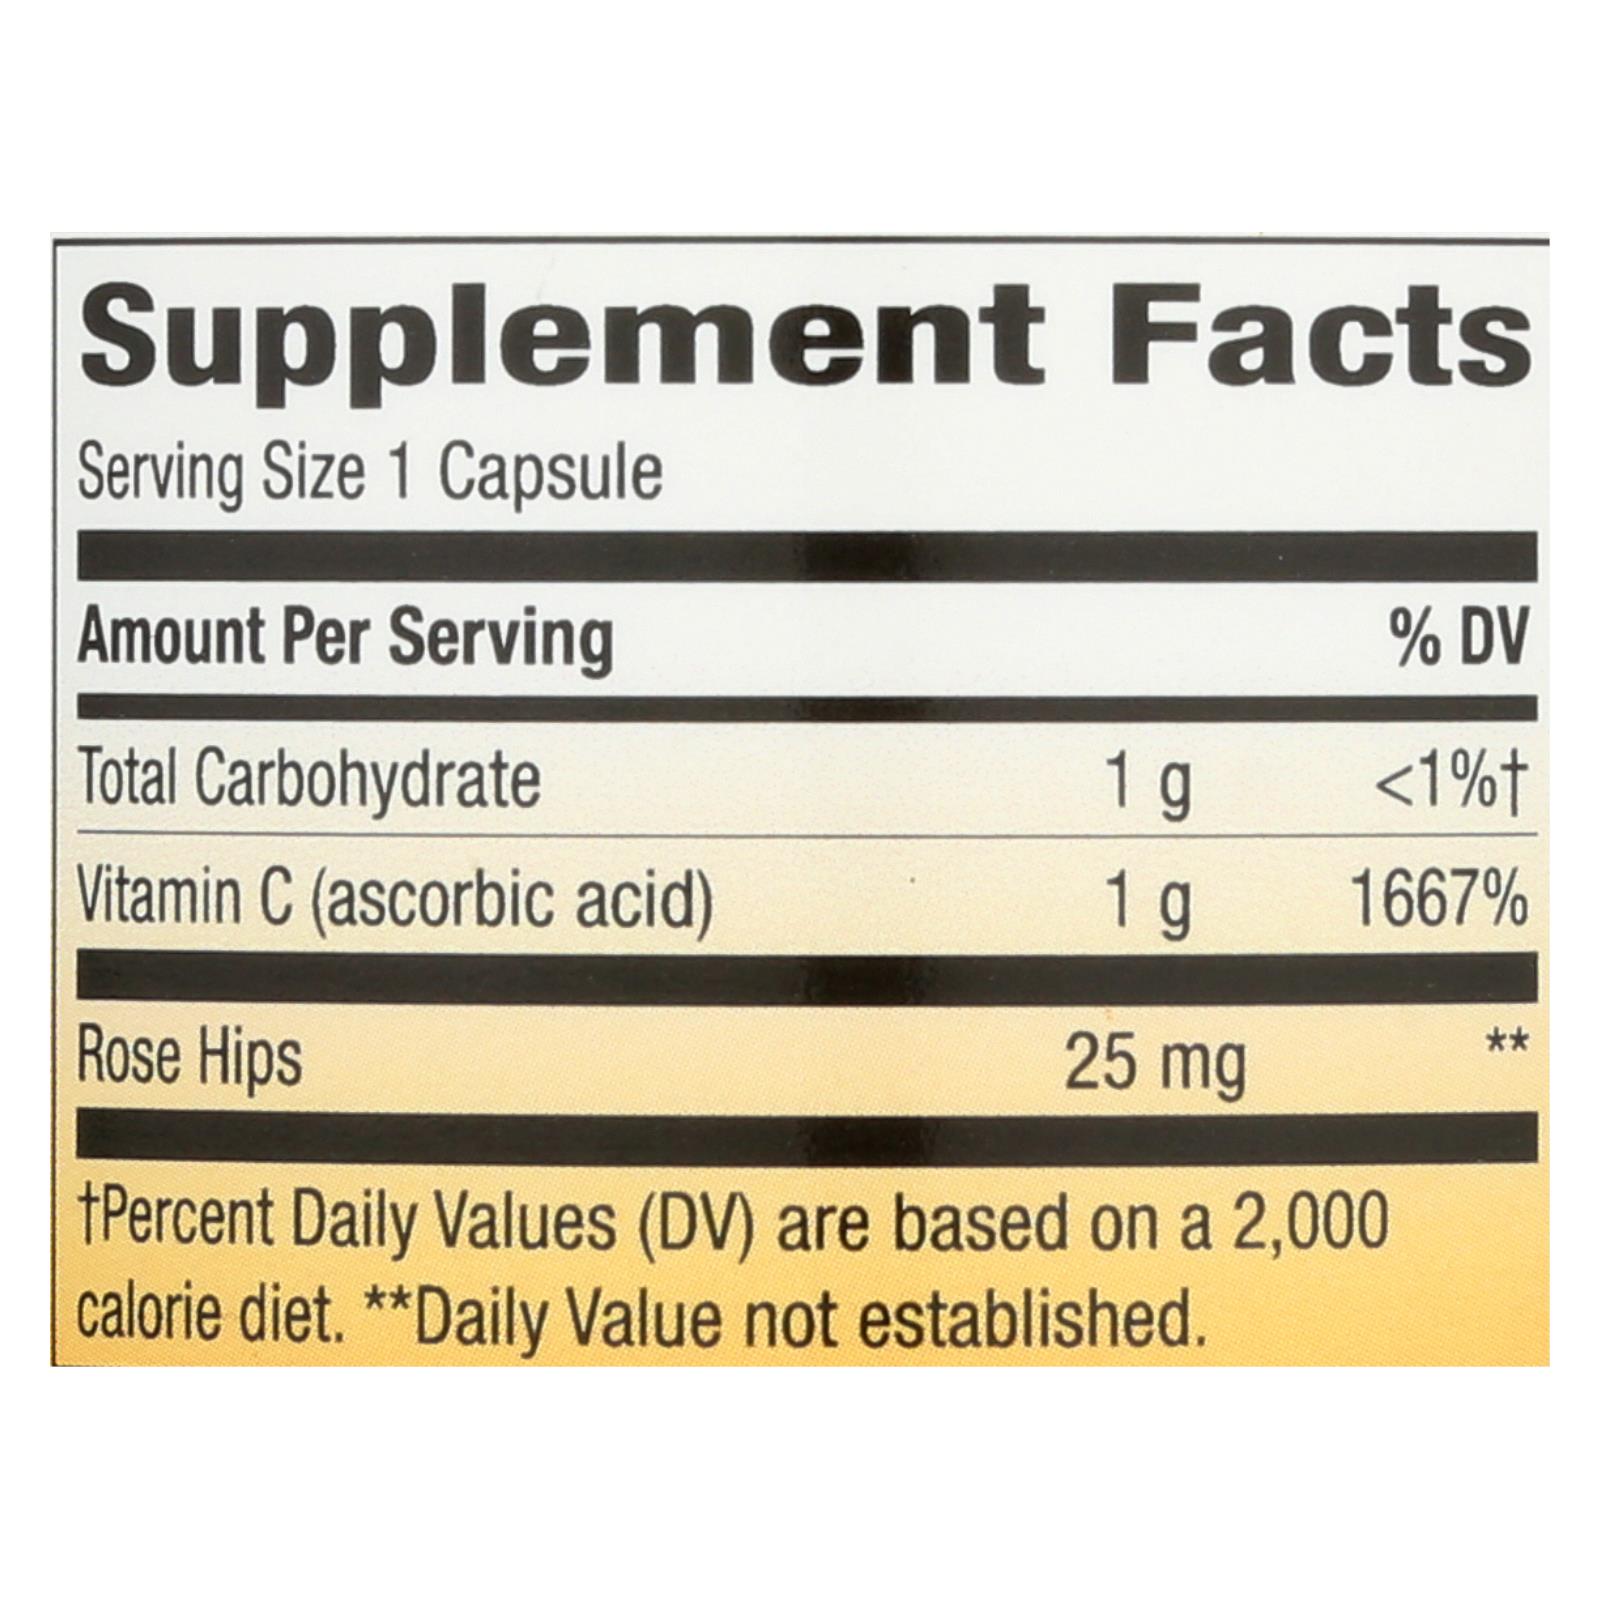 Supplement Facts
Serving Size 1 Capsule
Amount Per Serving % DV
Total Carbohydrate 1 g <1%†
Vitamin C (ascorbic acid) 1 g 1667%
Rose Hips 25 mg **
†Percent Daily Values (DV) are based on a 2,000
calorie diet. **Daily Value not established.